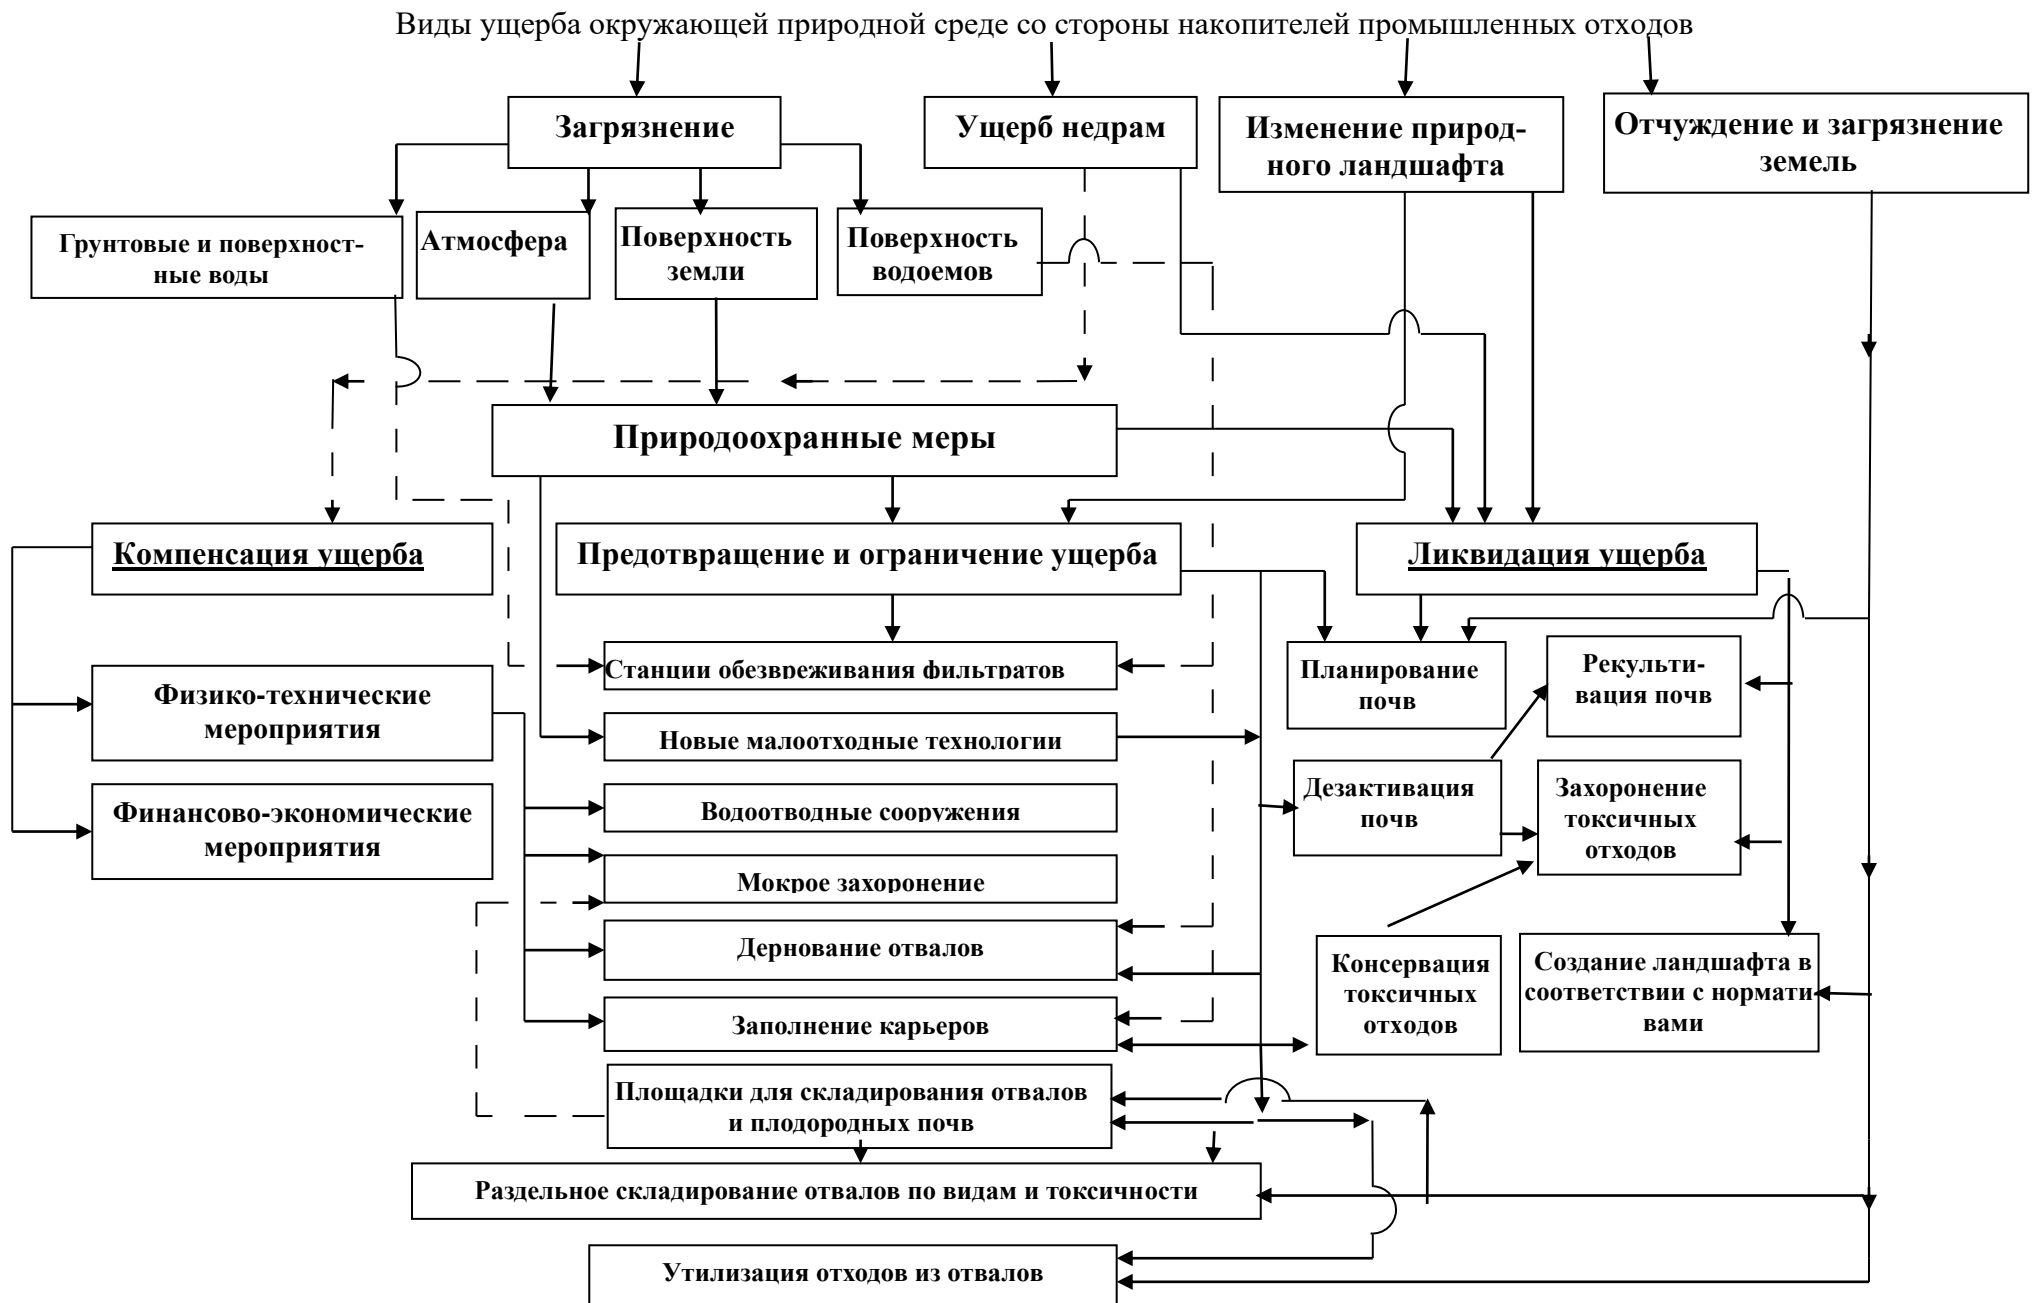 Виды ущерба окружающей природной среде со стороны накопителей промышленных отходов
Загрязнение
Ущерб недрам
Изменение природ-
ного ландшафта
Отчуждение и загрязнение
земель
Грунтовые и поверхност-
ные воды
Атмосфера
Поверхность
земли
Поверхность
водоемов
Природоохранные меры
Компенсация ущерба
Предотвращение и ограничение ущерба
Ликвидация ущерба
Станции обезвреживания фильтратов
Планирование
почв
Рекульти-
вация почв
Физико-технические
мероприятия
Новые малоотходные технологии
Финансово-экономические
мероприятия
Водоотводные сооружения
Дезактивация
почв
Захоронение
токсичных
отходов
Мокрое захоронение
Дернование отвалов
Консервация
токсичных
отходов
Создание ландшафта в
соответствии с нормати
вами
Заполнение карьеров
Площадки для складирования отвалов
и плодородных почв
Раздельное складирование отвалов по видам и токсичности
Утилизация отходов из отвалов